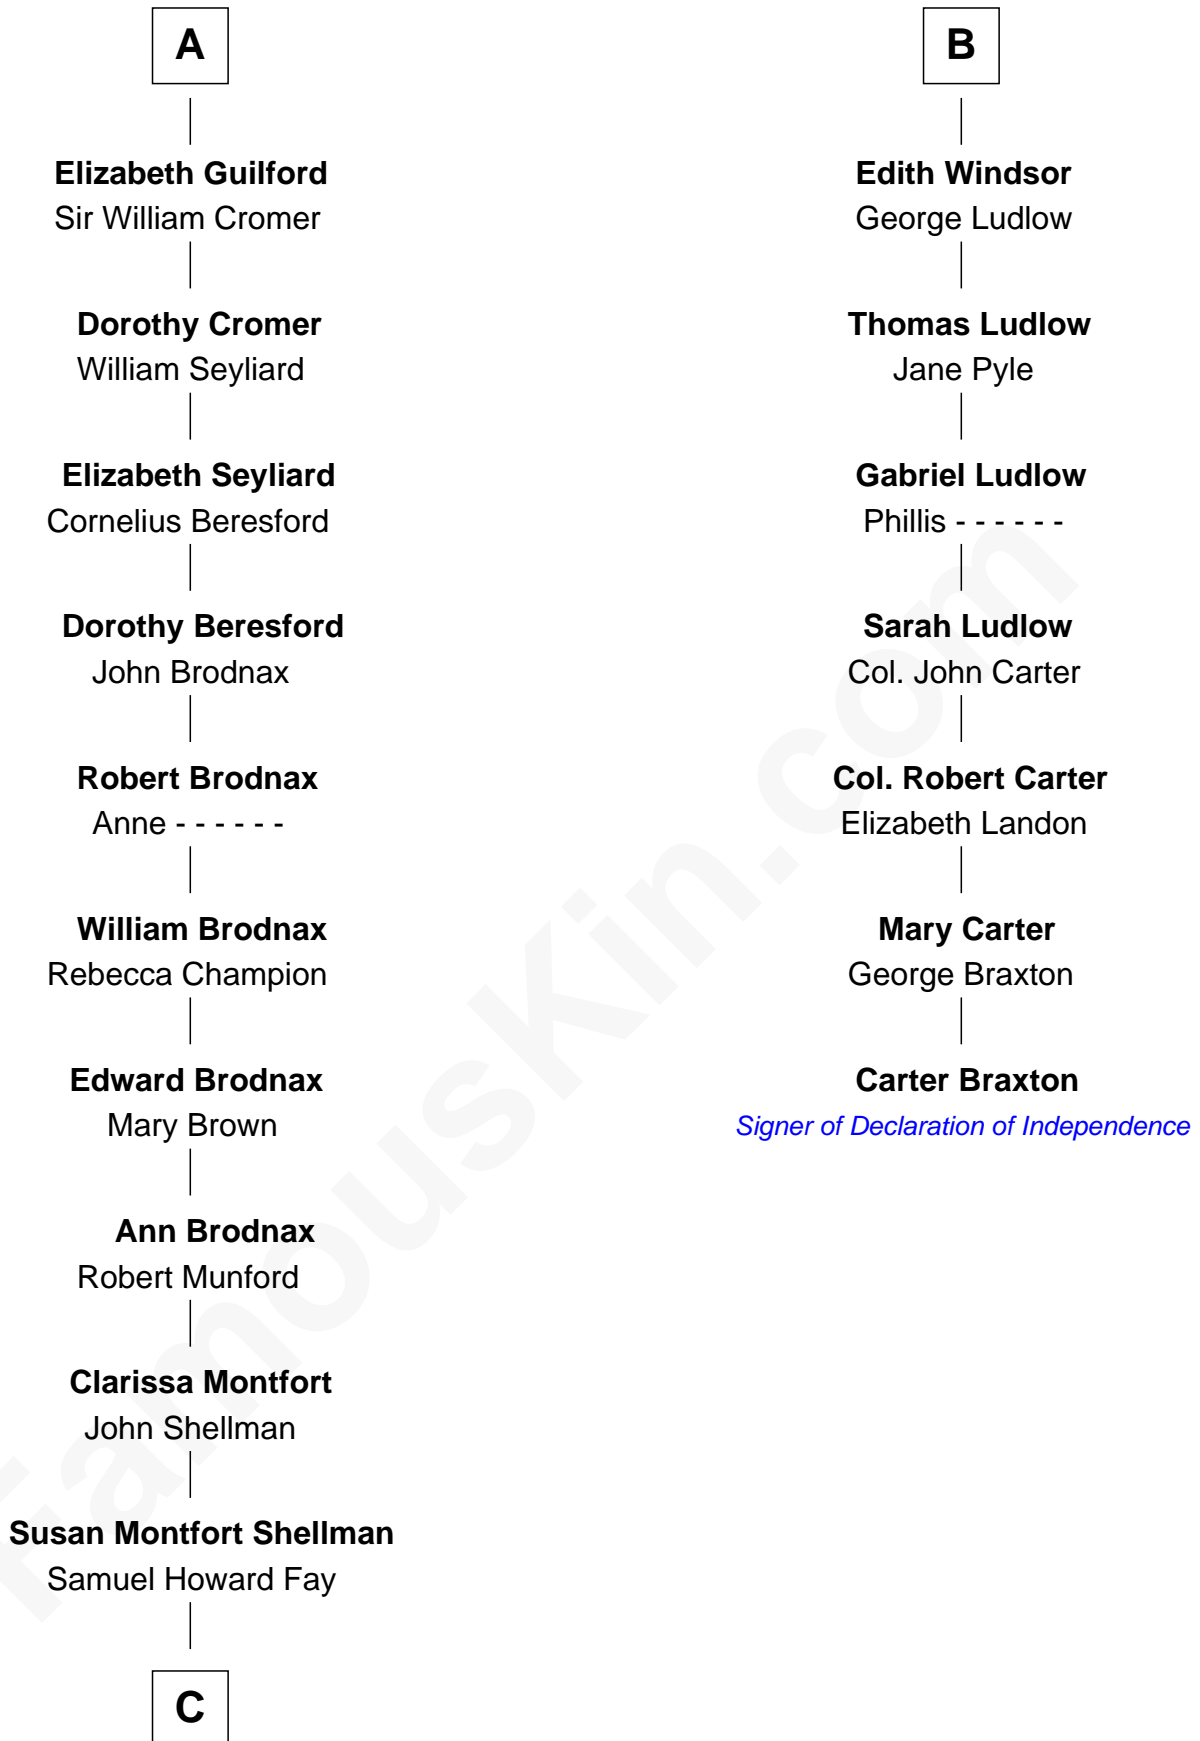 A
Elizabeth Guilford
Sir William Cromer
Dorothy Cromer
William Seyliard
Elizabeth Seyliard
Cornelius Beresford
Dorothy Beresford
John Brodnax
Robert Brodnax
Anne - - - - - -
William Brodnax
Rebecca Champion
Edward Brodnax
Mary Brown
Ann Brodnax
Robert Munford
Clarissa Montfort
John Shellman
Susan Montfort Shellman
Samuel Howard Fay
C
B
Edith Windsor
George Ludlow
Thomas Ludlow
Jane Pyle
Gabriel Ludlow
Phillis - - - - - -
Sarah Ludlow
Col. John Carter
Col. Robert Carter
Elizabeth Landon
Mary Carter
George Braxton
Carter Braxton
Signer of Declaration of Independence
FamousKin.com